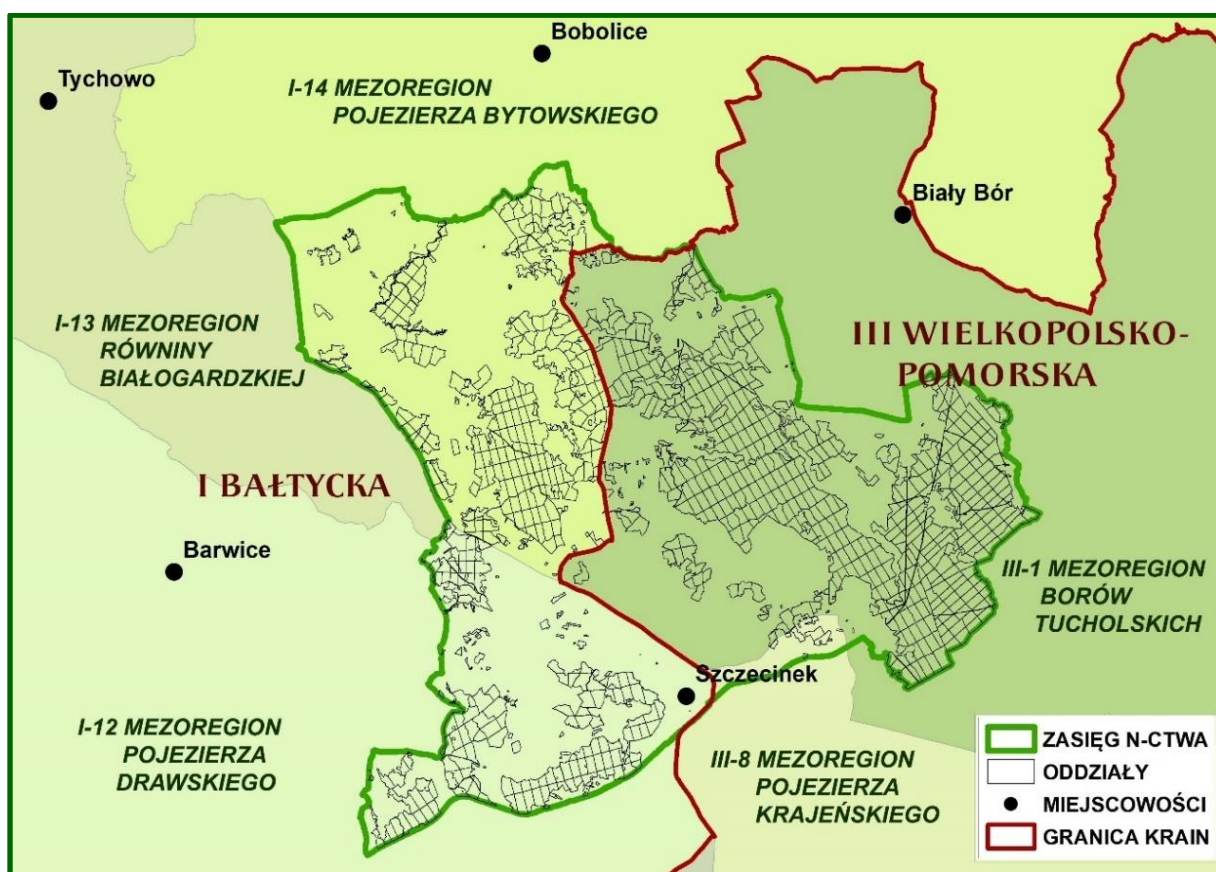 Bobolice
Tychowo
I-14 MEZOREGION
POJEZIERZA BYTOWSKIEGO
Biały Bór
I-13 MEZOREGION
RÓWNINY
BIAŁOGARDZKIEJ
III WIELKOPOLSKO-
POMORSKA
I BAŁTYCKA
Barwice
III-1 MEZOREGION
BORÓW
TUCHOLSKICH
Szczecinek
I-12 MEZOREGION
POJEZIERZA
DRAWSKIEGO
III-8 MEZOREGION
POJEZIERZA
KRAJEŃSKIEGO
ZASIĘG N-CTWA
ODDZIAŁY
MIEJSCOWOŚCI
GRANICA KRAIN